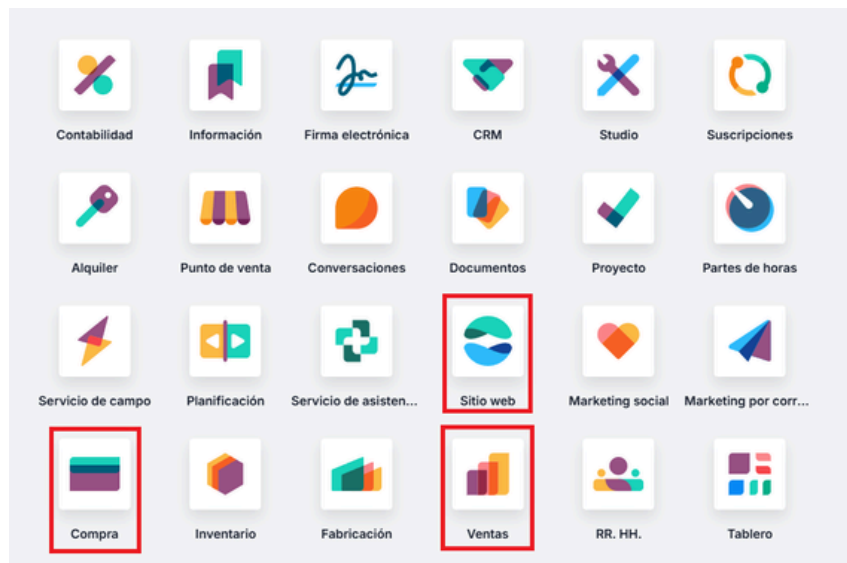 Contabilidad
Información
Firma electrónica
CRM
Studio
Suscripciones
Alquiler
Punto de venta
Conversaciones
Documentos
Proyecto
Partes de horas
Servicio de campo
Planificación
Servicio de asisten...
Sitio web
Marketing social
Marketing por corr...
Compra
Inventario
Fabricación
Ventas
RR. HH.
Tablero